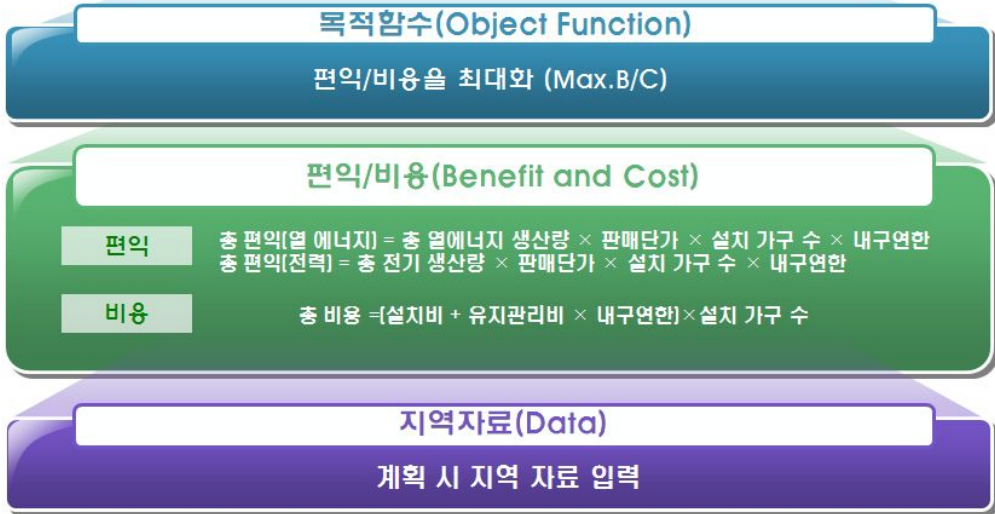 목적함수(Object Function)
편익/비용을 최대화 (Max.B/C)
편익/비용(Benefit and Cost)
편익
총 편익(열 에너지) = 총 열에너지 생산량 × 판매단가 × 설치 가구 수 × 내구연한
총 편익(전력) = 총 전기 생산량 × 판매단가 × 설치 가구 수 × 내구연한
비용
총 비용 =(설치비 + 유지관리비 × 내구연한)×설치 가구 수
지역자료(Data)
계획 시 지역 자료 입력